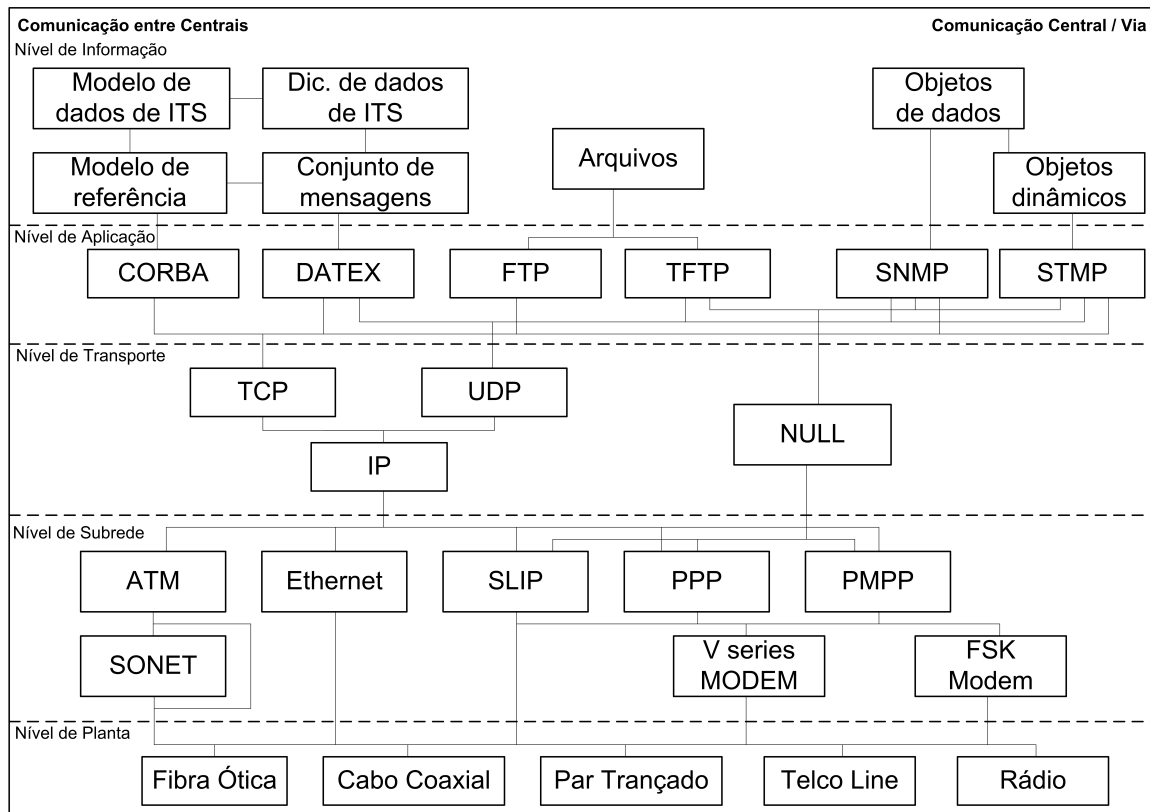 Comunicação entre Centrais
Comunicação Central / Via
Nível de Informação
Modelo de
dados de ITS
Dic. de dados
de ITS
Objetos
de dados
Arquivos
Modelo de
referência
Conjunto de
mensagens
Objetos
dinâmicos
Nível de Aplicação
CORBA
DATEX
FTP
TFTP
SNMP
STMP
Nível de Transporte
TCP
UDP
NULL
IP
Nível de Subrede
ATM
Ethernet
SLIP
PPP
PMPP
SONET
V series
MODEM
FSK
Modem
Nível de Planta
Fibra Ótica
Cabo Coaxial
Par Trançado
Telco Line
Rádio